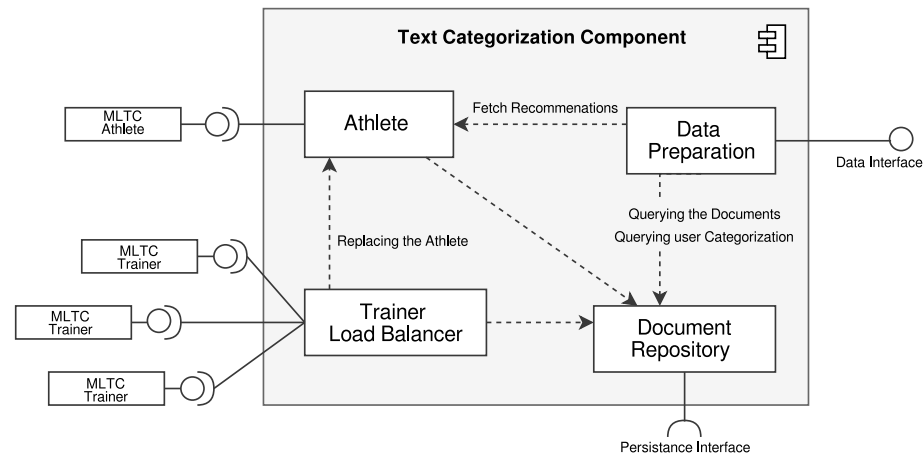 Text Categorization Component
MLTC
Athlete
Athlete
Fetch Recommenations
Data
Preparation
Data Interface
Querying the Documents
Querying user Categorization
Replacing the Athlete
MLTC
Trainer
MLTC
Trainer
MLTC
Trainer
Trainer
Load Balancer
Document
Repository
Persistance Interface